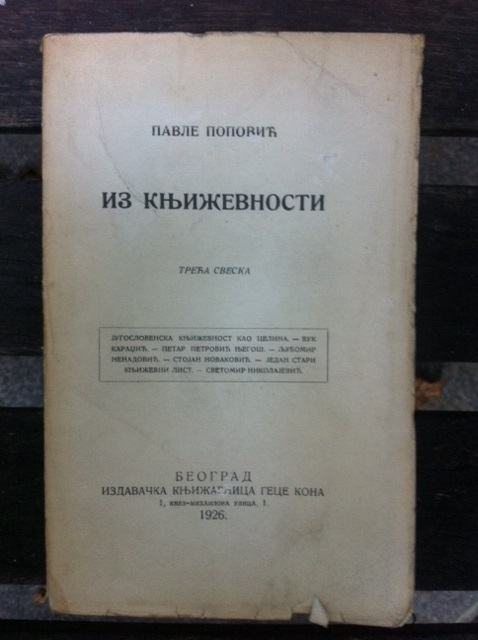 ПАВЛЕ ПОПОВИЋ
ИЗ КЊИЖЕВНОСТИ
ТРЕЋА СВЕСКА
ЈУГОСЛОВЕНСКА КЊИЖЕВНОСТ КАО ЦЕЛИНА. — ВУК
КАРАЏИЋ. — ПЕТАР ПЕТРОВИЋ ЊЕГОШ. — ЉУБОМИР
НЕНАДОВИЋ. — СТОЈАН НОВАКОВИЋ. — ЈЕДАН СТАРИ
КЊИЖЕВНИ ЛИСТ. — СВЕТОМИР НИКОЛАЈЕВИЋ.
БЕОГРАД
ИЗДАВАЧКА КЊИЖАРНИЦА ГЕЦЕ КОНА
1, КНЕЗ-МИХАИЛОВА УЛИЦА, 1.
1926.